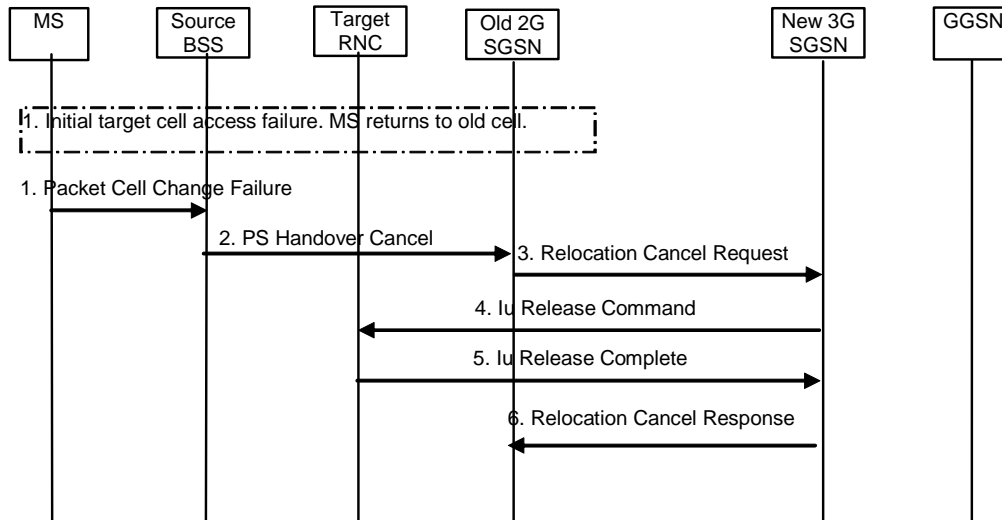 MS
Source
BSS
Target
RNC
Old 2G
SGSN
New 3G
SGSN
GGSN
1. Initial target cell access failure. MS returns to old cell.
1. Packet Cell Change Failure
2. PS Handover Cancel
3. Relocation Cancel Request
4. Iu Release Command
5. Iu Release Complete
6. Relocation Cancel Response